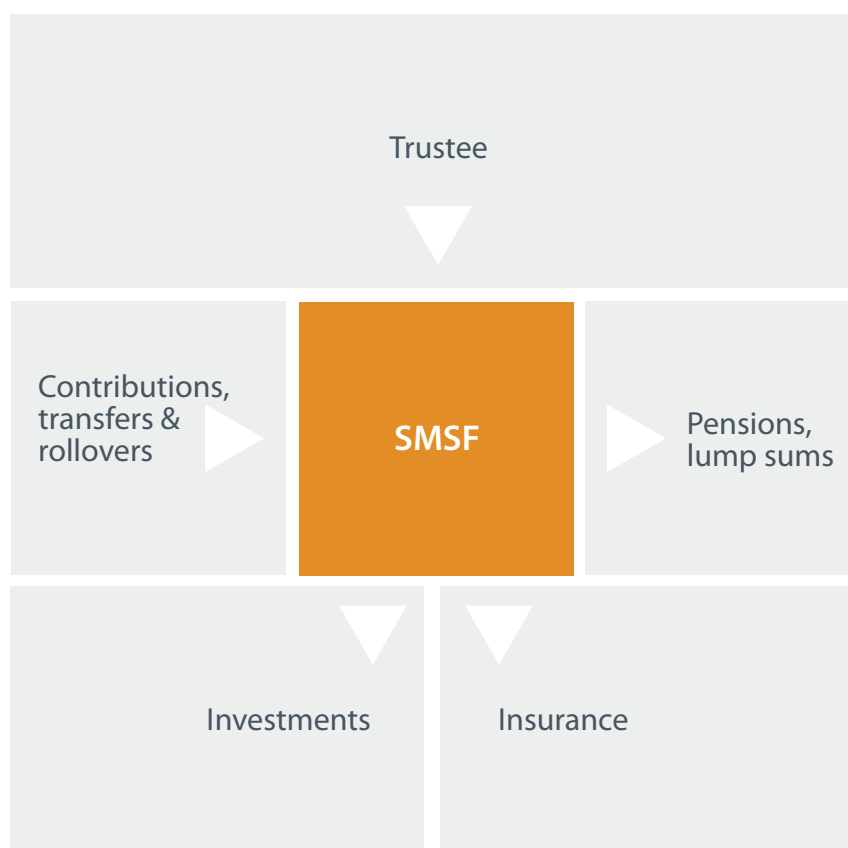 Trustee
Contributions,
transfers &
rollovers
SMSF
Pensions,
lump sums
Investments
Insurance